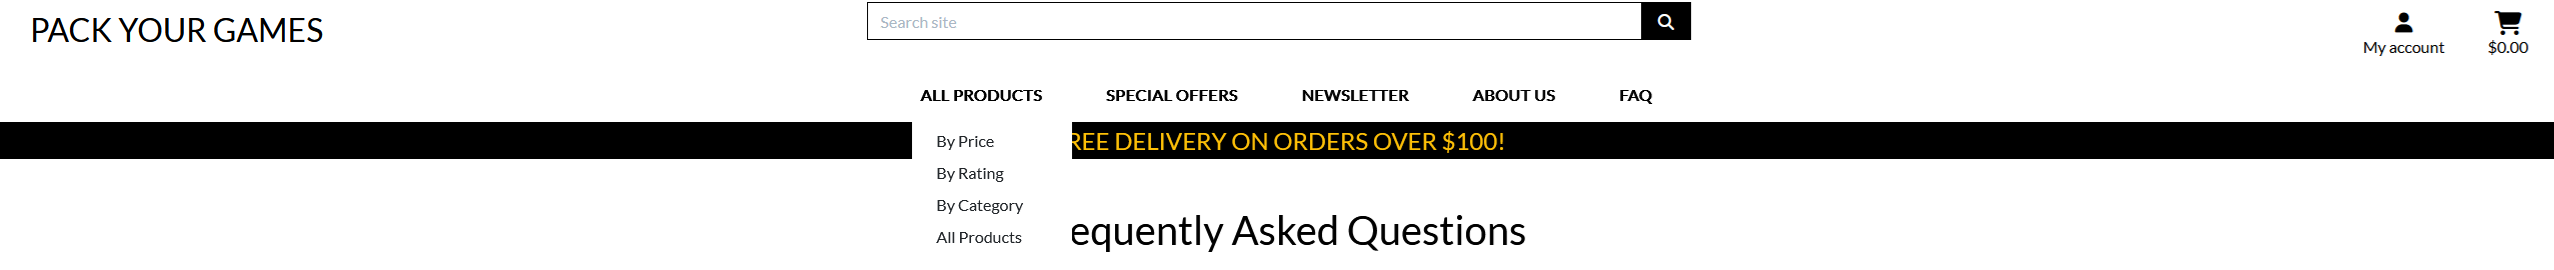 PACK YOUR GAMES
Search site
My account
$0.00
ALL PRODUCTS
SPECIAL OFFERS
NEWSLETTER
ABOUT US
FAQ
By Price
By Rating
By Category
All Products
REE DELIVERY ON ORDERS OVER $100!
equently Asked Questions